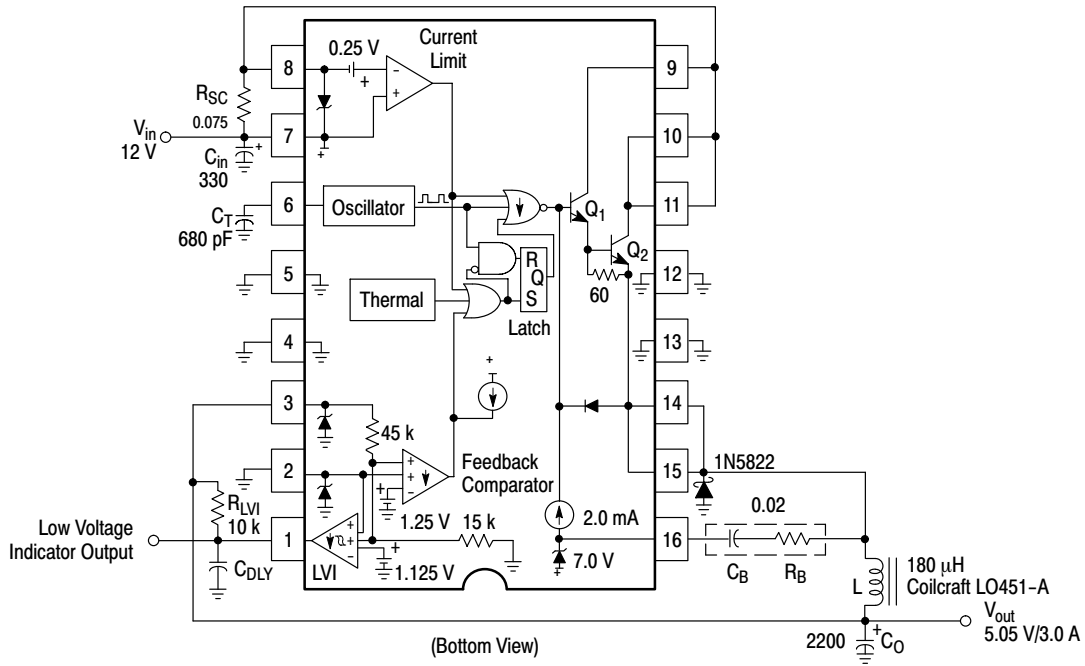 8
0.25 V
+
Current
Limit
−
+
9
R_SC
0.075
V_in
12 V
7
+
C_in
330
+
10
6
Oscillator
Q_1
11
C_T
680 pF
5
R
Q
S
Q_2
60
12
Thermal
Latch
4
13
+
3
14
45 k
2
+
+
−
+
Feedback
Comparator
15
1N5822
R_LVI
10 k
Low Voltage
Indicator Output
1
+
+
−
1.25 V
+
15 k
2.0 mA
16
0.02
C_DLY
LVI
1.125 V
7.0 V
+
C_B
R_B
L
180 μH
Coilcraft LO451−A
V_out
5.05 V/3.0 A
(Bottom View)
2200
+
C_O